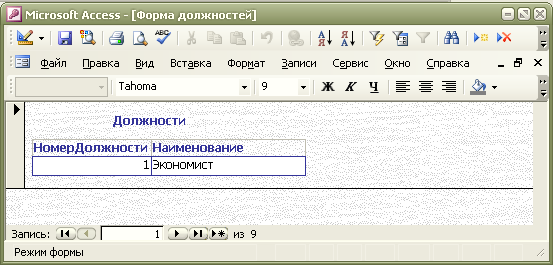 Microsoft Access - [Форма должностей]
Файл Правка Вид Вставка Формат Записи Сервис Окно Справка
Tahoma 9 Ж К Ч
Должности
НомерДолжности Наименование
1 Экономист
Запись: 1 из 9
Режим формы